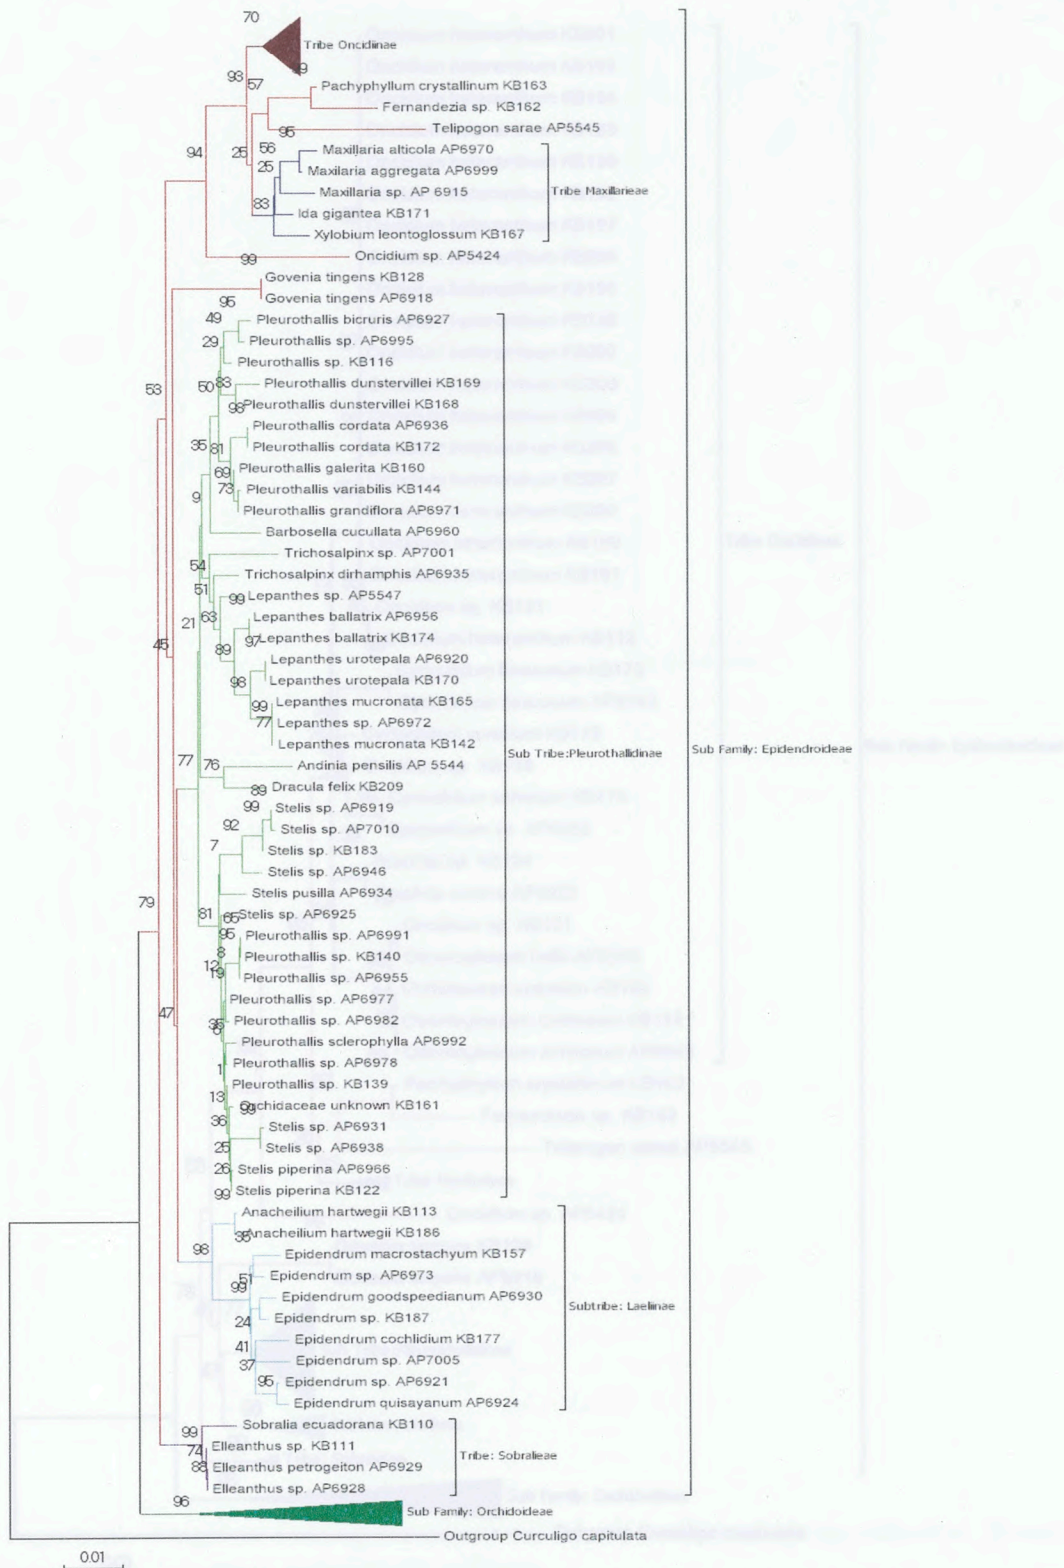 70
Tribe Oncidiinae
93
57
Pachyphyllum crystallinum KB163
Fernandezia sp. KB162
95
Telipogon sarae AP5545
94
25
56
Maxillaria alticola AP6970
25
Maxilaria aggregata AP6999
Maxillaria sp. AP 6915
Tribe Maxillarieae
83
Ida gigantea KB171
Xylobium leontoglossum KB167
99
Oncidium sp. AP5424
Govenia tingens KB128
95
Govenia tingens AP6918
49
Pleurothallis bicruris AP6927
29
Pleurothallis sp. AP6995
Pleurothallis sp. KB116
53
50
83
Pleurothallis dunstervillei KB169
98
Pleurothallis dunstervillei KB168
Pleurothallis cordata AP6936
35
81
Pleurothallis cordata KB172
69
Pleurothallis galerita KB160
73
Pleurothallis variabilis KB144
9
Pleurothallis grandiflora AP6971
Barbosella cucullata AP6960
Trichosalpinx sp. AP7001
54
Trichosalpinx dirhamphis AP6935
51
99
Lepanthes sp. AP5547
63
Lepanthes ballatrix AP6956
21
45
97
Lepanthes ballatrix KB174
89
Lepanthes urotepala AP6920
98
Lepanthes urotepala KB170
99
Lepanthes mucronata KB165
77
Lepanthes sp. AP6972
Lepanthes mucronata KB142
Sub Tribe:Pleurothallidinae
Sub Family: Epidendroideae
77
76
Andinia pensilis AP 5544
89
Dracula felix KB209
99
Stelis sp. AP6919
92
Stelis sp. AP7010
7
Stelis sp. KB183
Stelis sp. AP6946
Stelis pusilla AP6934
79
81
65
Stelis sp. AP6925
95
Pleurothallis sp. AP6991
8
Pleurothallis sp. KB140
12
19
Pleurothallis sp. AP6955
Pleurothallis sp. AP6977
47
Pleurothallis sp. AP6982
Pleurothallis sclerophylla AP6992
1
Pleurothallis sp. AP6978
Pleurothallis sp. KB139
13
99
Orchidaceae unknown KB161
36
Stelis sp. AP6931
25
Stelis sp. AP6938
26
Stelis piperina AP6966
99
Stelis piperina KB122
Anacheilium hartwegii KB113
Anacheilium hartwegii KB186
98
Epidendrum macrostachyum KB157
51
99
Epidendrum sp. AP6973
Epidendrum goodspeedianum AP6930
Subtribe: Laeliinae
24
Epidendrum sp. KB187
41
Epidendrum cochlidium KB177
37
Epidendrum sp. AP7005
95
Epidendrum sp. AP6921
Epidendrum quisayanum AP6924
99
Sobralia ecuadorana KB110
74
Elleanthus sp. KB111
Tribe: Sobralieae
88
Elleanthus petrogeiton AP6929
Elleanthus sp. AP6928
96
Sub Family: Orchidoideae
Outgroup Curculigo capitulata
0.01